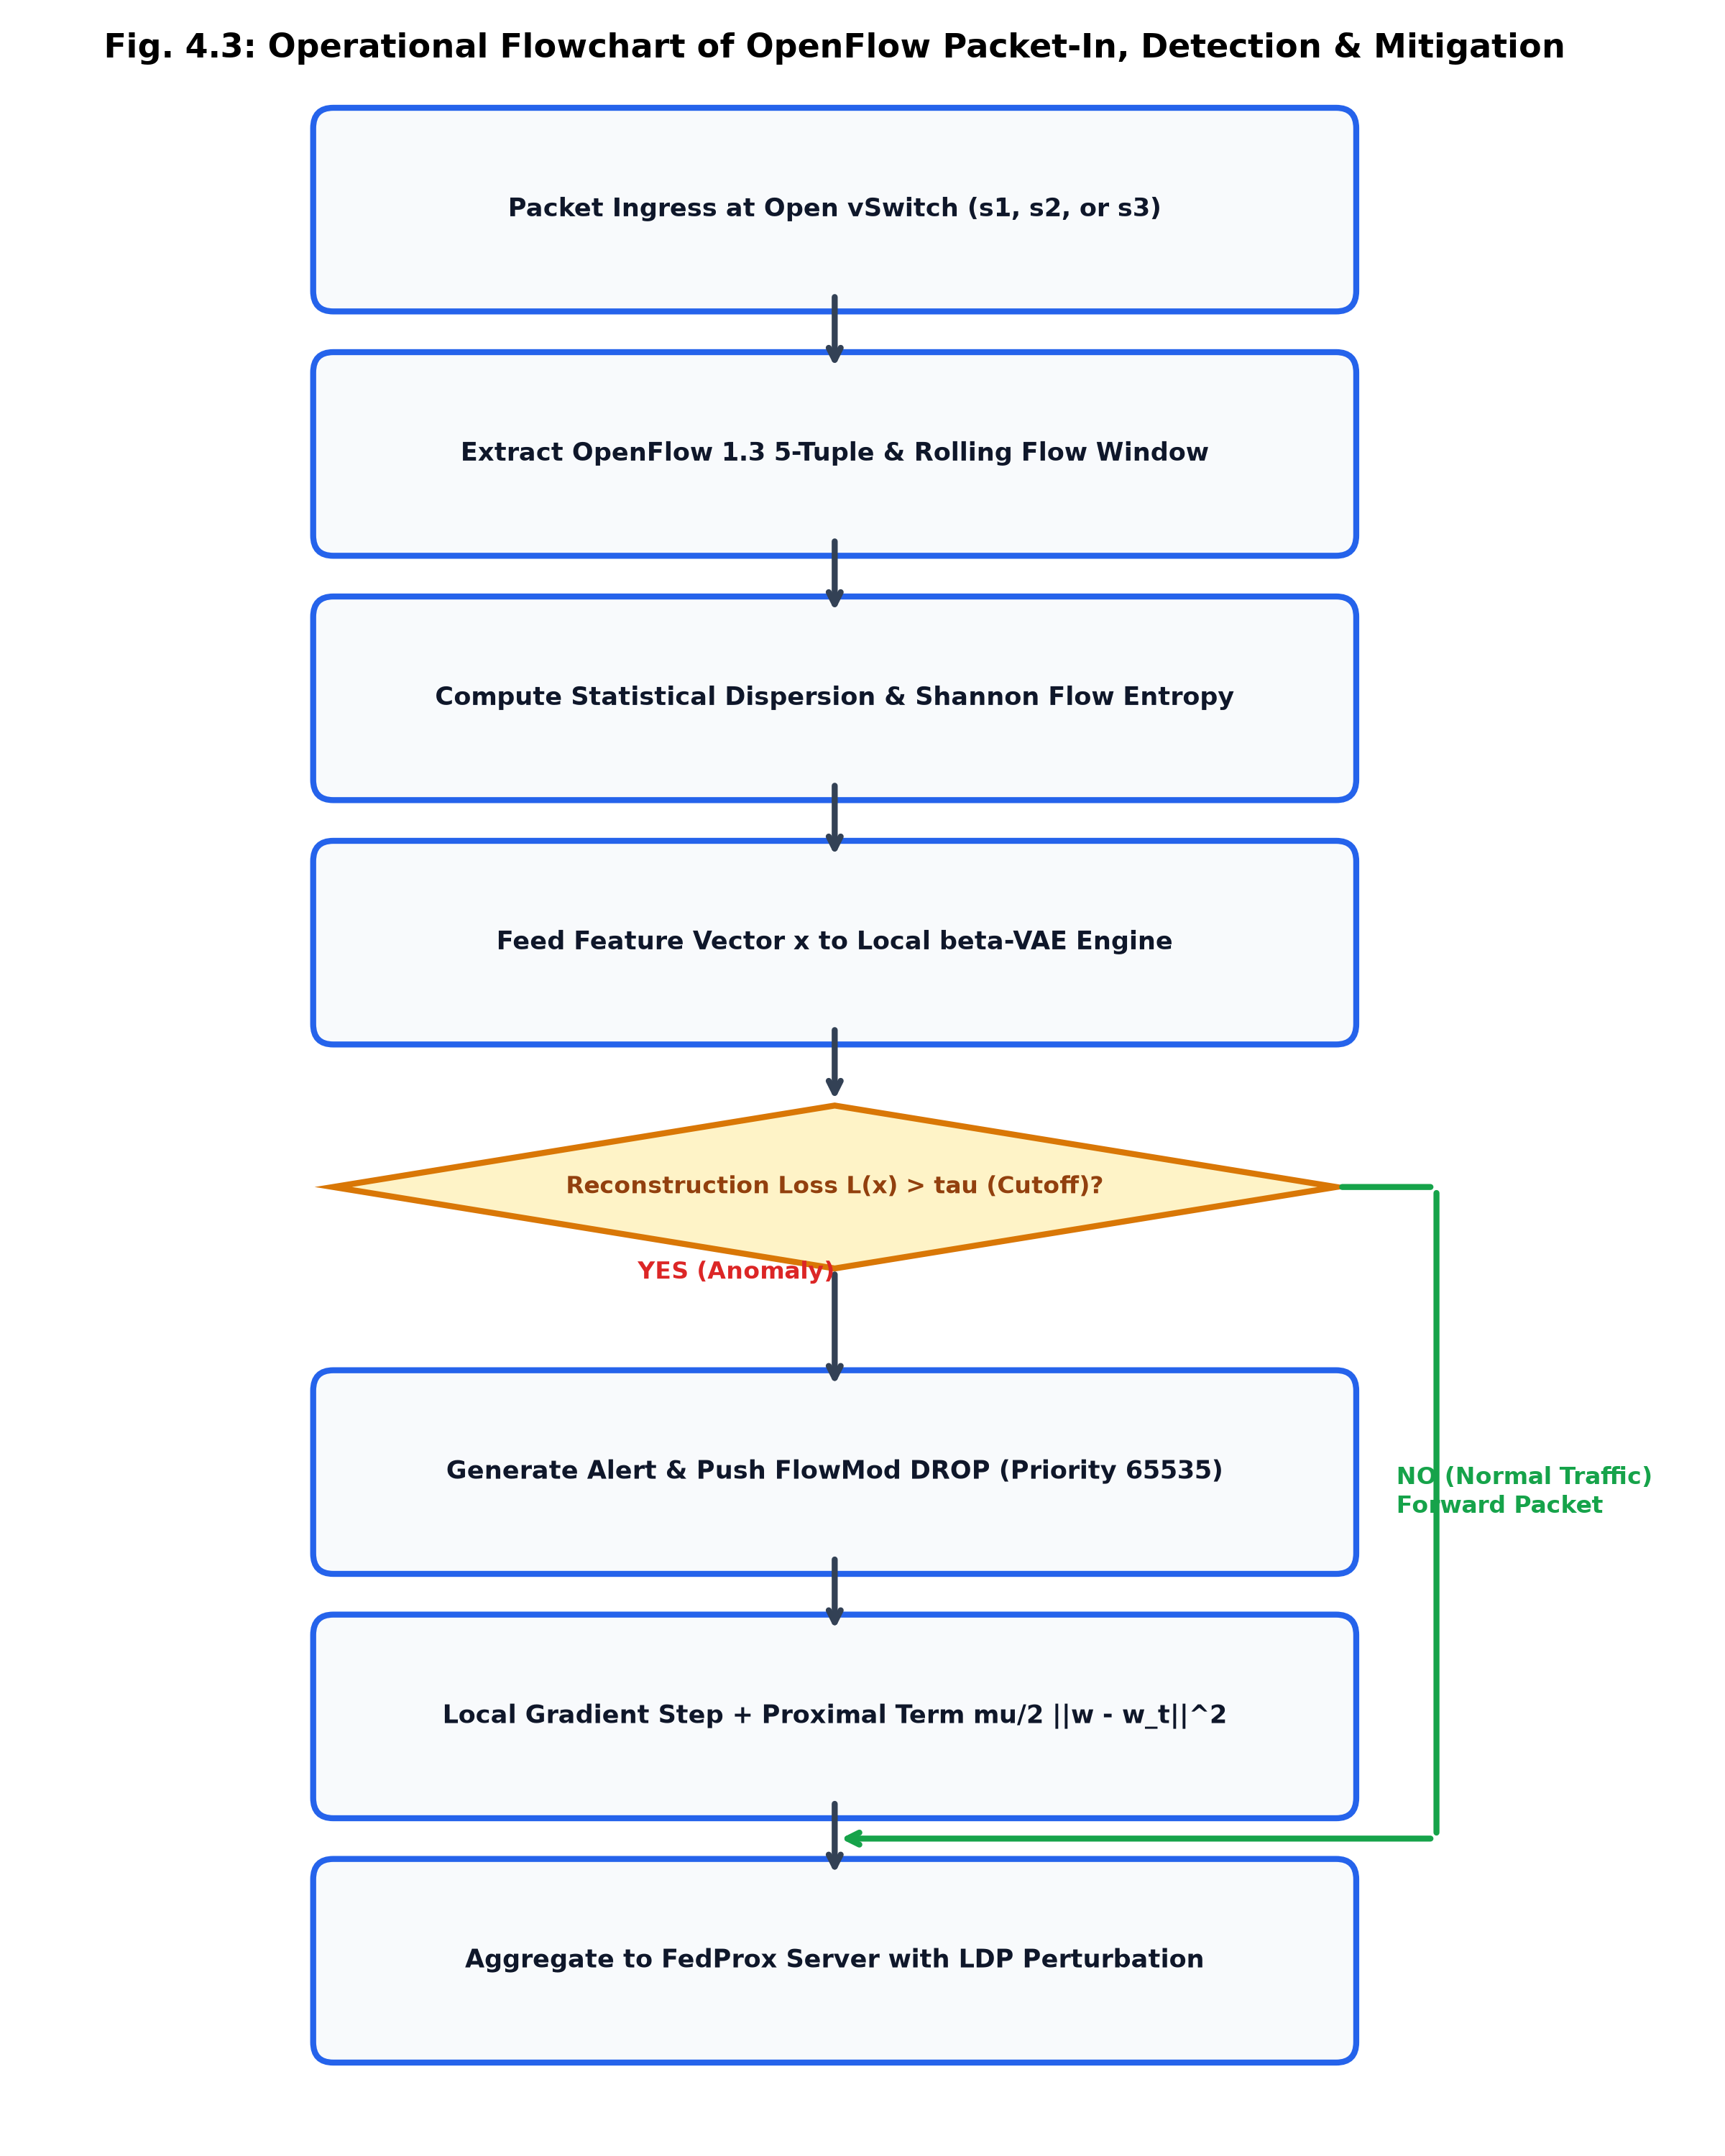 Fig. 4.3: Operational Flowchart of OpenFlow Packet-In, Detection & Mitigation
Packet Ingress at Open vSwitch (s1, s2, or s3)
Extract OpenFlow 1.3 5-Tuple & Rolling Flow Window
Compute Statistical Dispersion & Shannon Flow Entropy
Feed Feature Vector x to Local beta-VAE Engine
Reconstruction Loss L(x) > tau (Cutoff)?
YES (Anomaly)
Generate Alert & Push FlowMod DROP (Priority 65535)
NO (Normal Traffic)
Forward Packet
Local Gradient Step + Proximal Term mu/2 ||w - w_t||^2
Aggregate to FedProx Server with LDP Perturbation